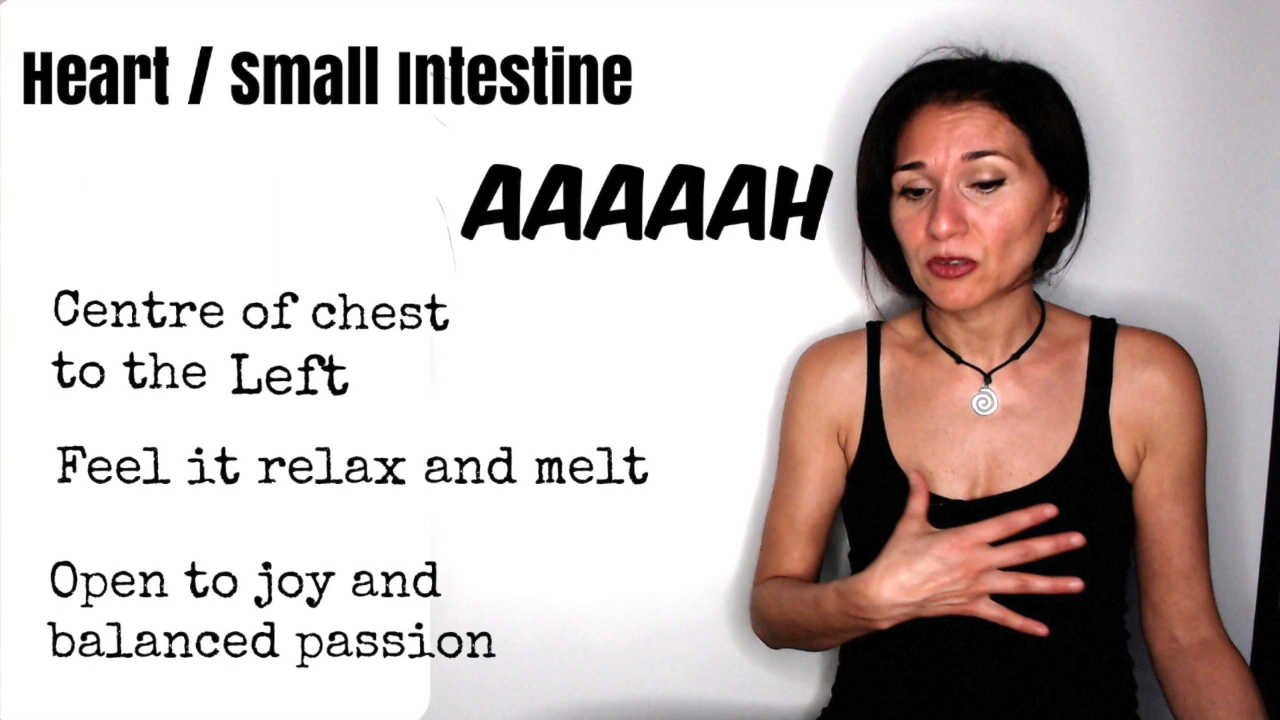 Heart / Small Intestine
AAAAAH
Centre of chest
to the Left
Feel it relax and melt
Open to joy and
balanced passion